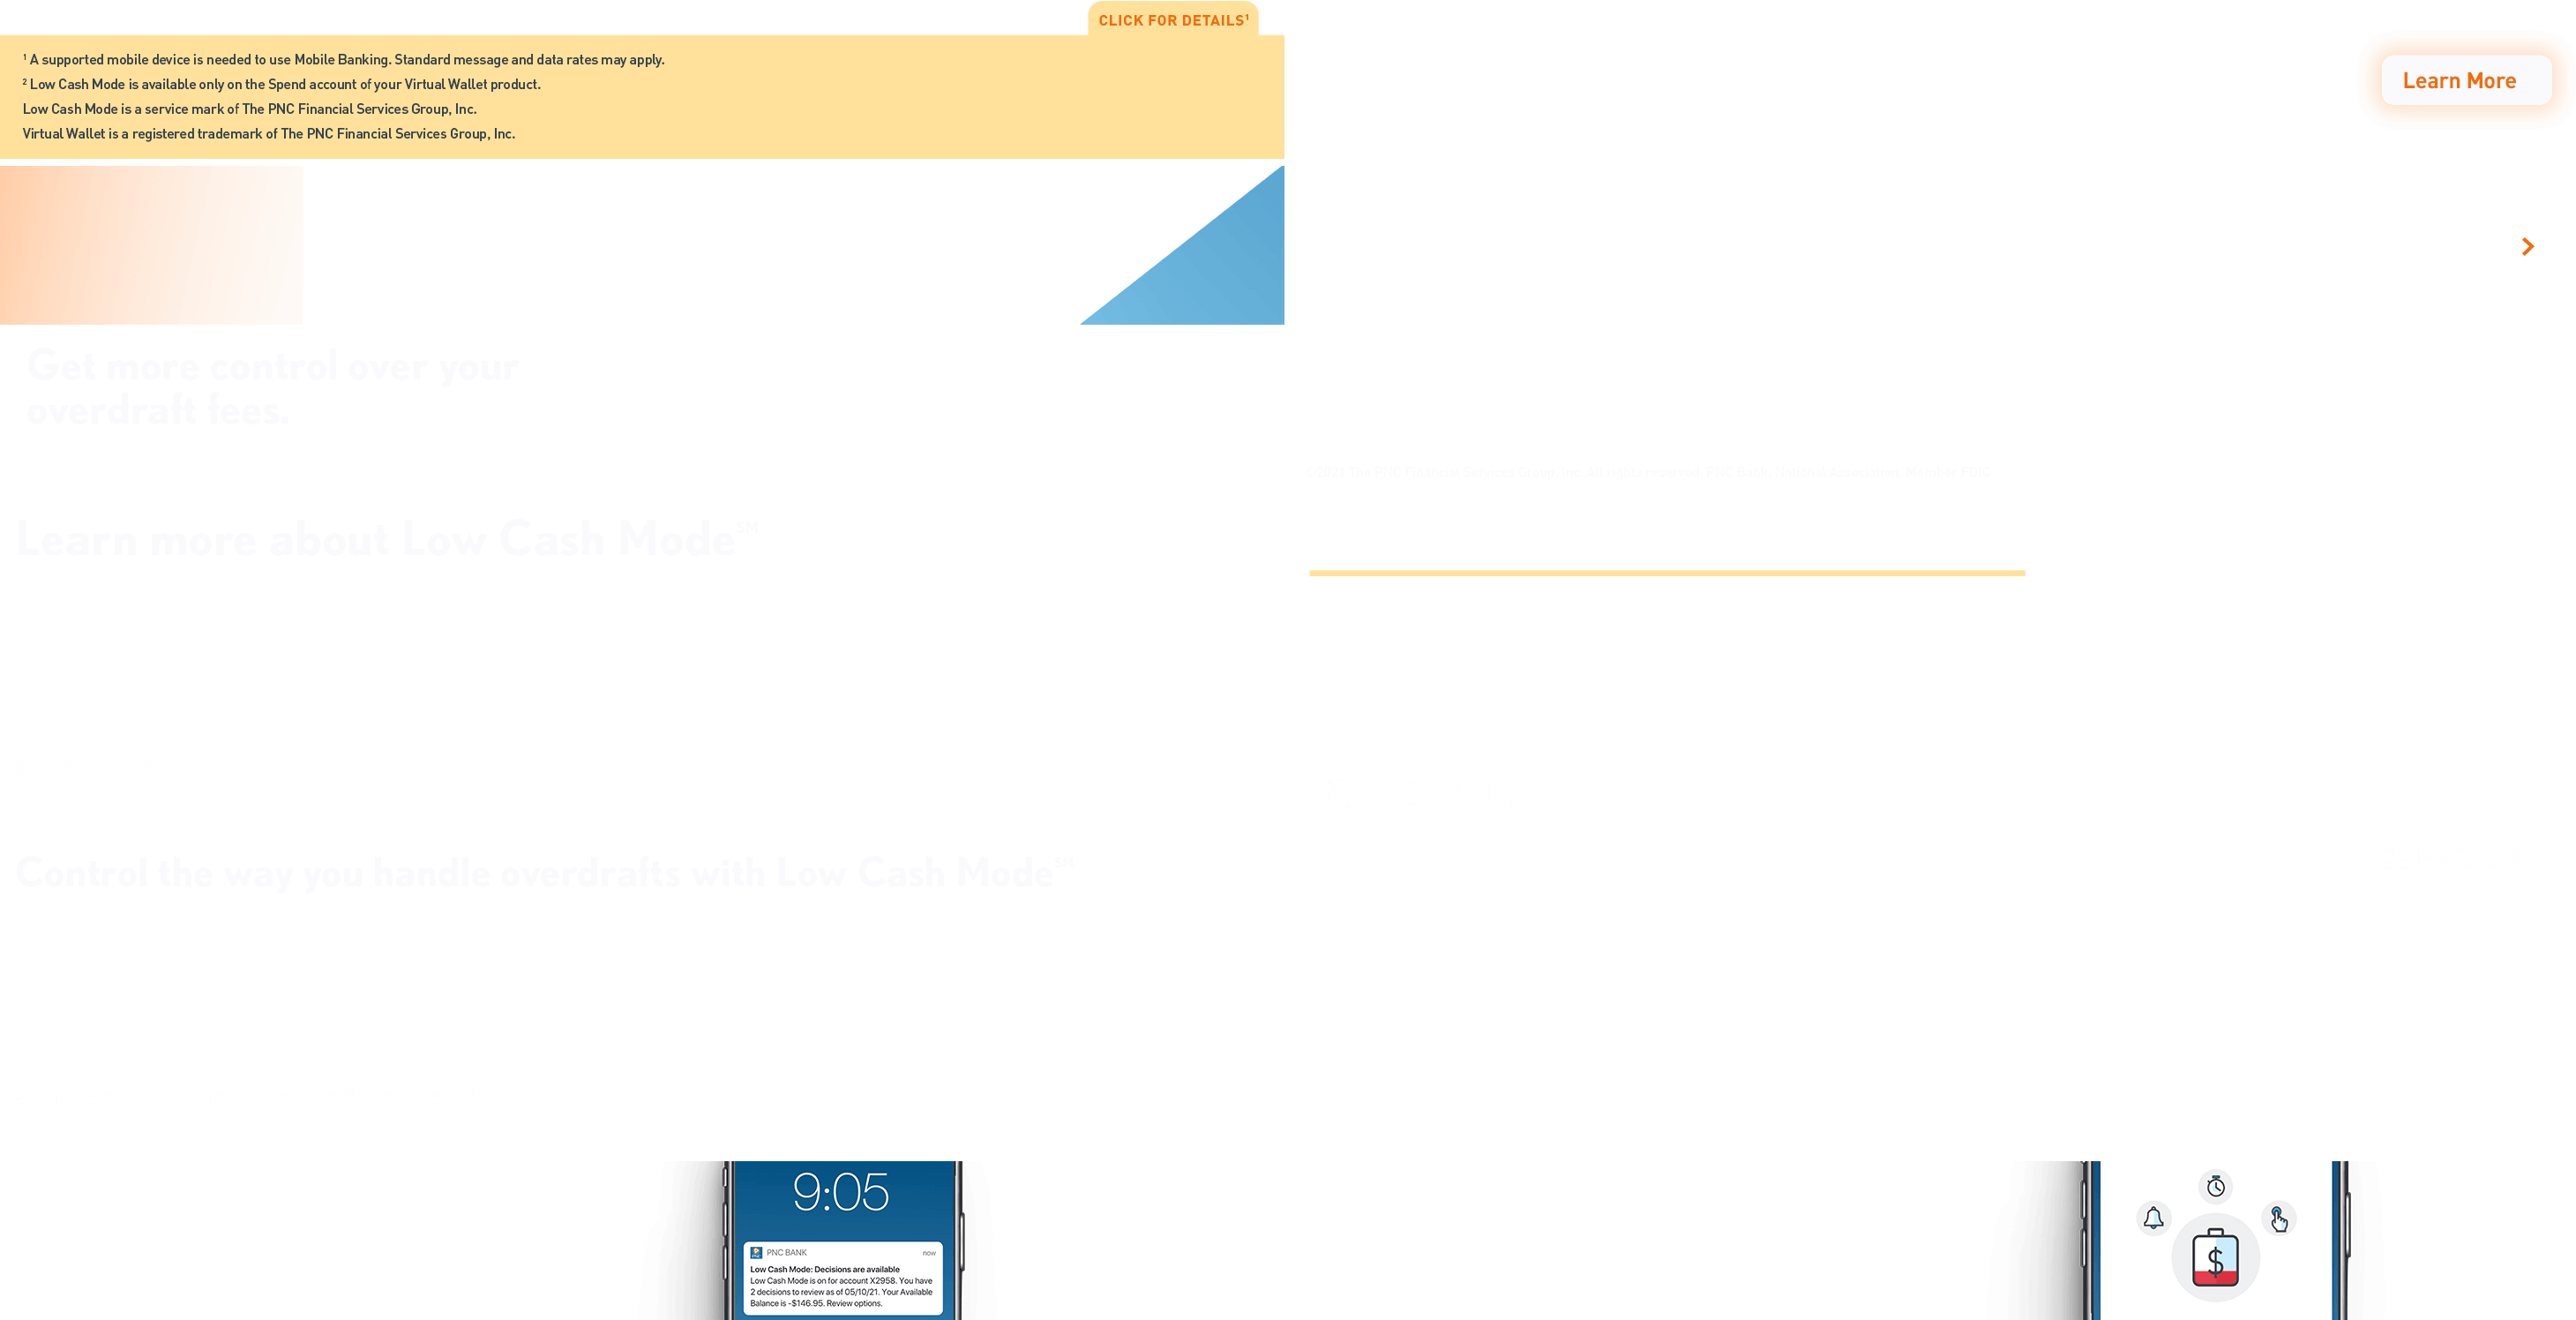 CLICK FOR DETAILS¹
¹ A supported mobile device is needed to use Mobile Banking. Standard message and data rates may apply.
² Low Cash Mode is available only on the Spend account of your Virtual Wallet product.
Low Cash Mode is a service mark of The PNC Financial Services Group, Inc.
Virtual Wallet is a registered trademark of The PNC Financial Services Group, Inc.
Learn More
Get more control over your
overdraft fees.
©2021 The PNC Financial Services Group, Inc. All rights reserved. PNC Bank, National Association. Member FDIC
Learn more about Low Cash Mode℠
Control the way you handle overdrafts with Low Cash Mode℠
9:05
PNC BANK now
Low Cash Mode: Decisions are available
Low Cash Mode is on for account X2958. You have
2 decisions to review as of 05/10/21. Your Available
Balance is -$146.95. Review options.
$